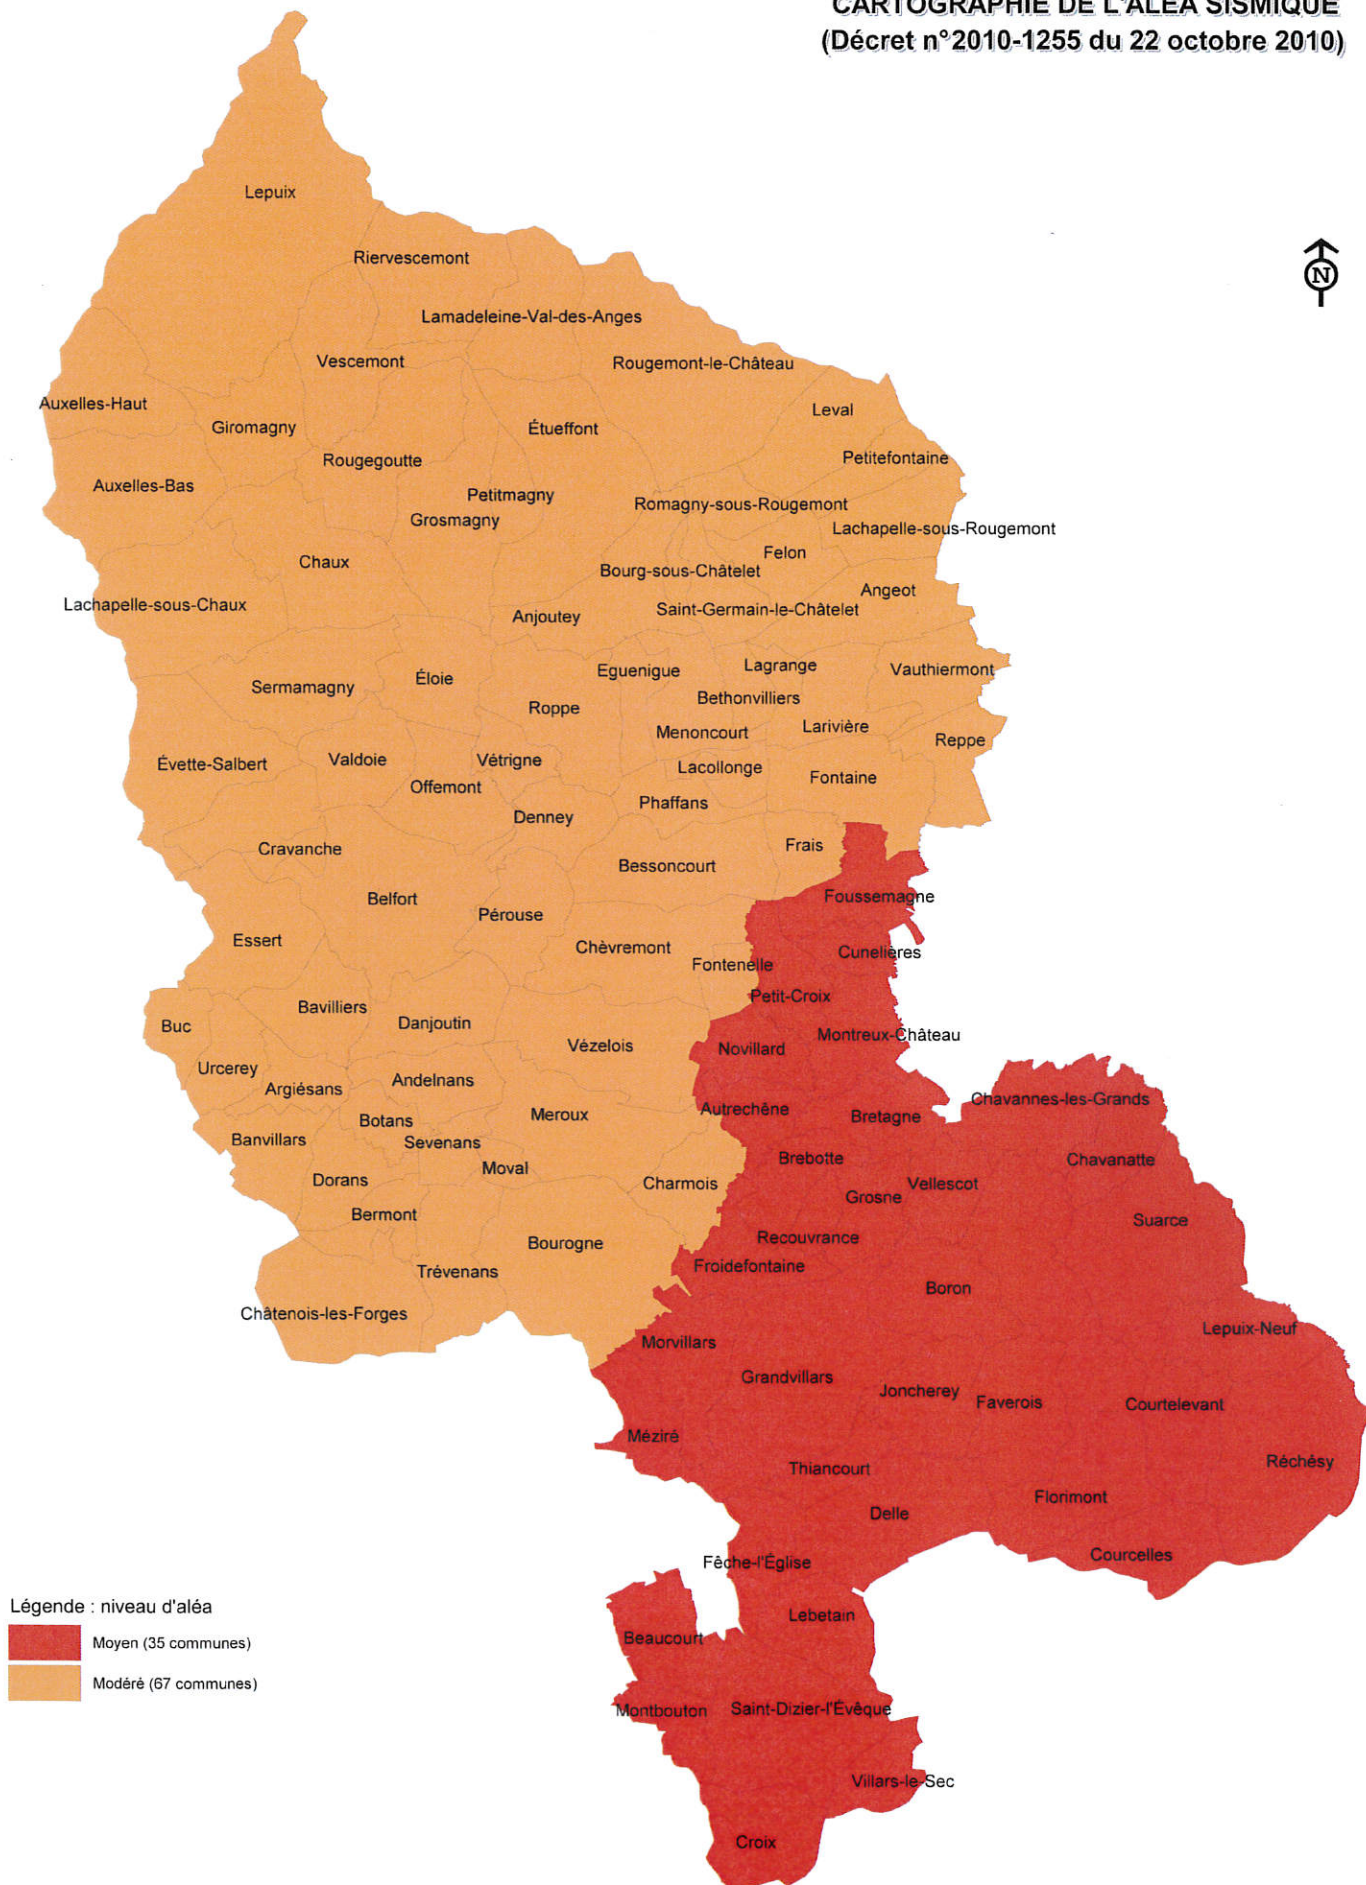 CARTOGRAPHIE DE L'ALEA SISMIQUE
(Décret n°2010-1255 du 22 octobre 2010)
Lepuix
N
Riervescemont
Lamadeleine-Val-des-Anges
Vescemont
Rougemont-le-Château
Auxelles-Haut
Leval
Giromagny
Étueffont
Rougegoutte
Petitefontaine
Auxelles-Bas
Petitmagny
Romagny-sous-Rougemont
Grosmagny
Lachapelle-sous-Rougemont
Felon
Chaux
Bourg-sous-Châtelet
Angeot
Lachapelle-sous-Chaux
Saint-Germain-le-Châtelet
Anjoutey
Lagrange
Eguenigue
Vauthiermont
Éloie
Sermamagny
Bethonvilliers
Roppe
Larivière
Menoncourt
Reppe
Valdoie
Vétrigne
Évette-Salbert
Lacollonge
Fontaine
Offemont
Phaffans
Denney
Frais
Cravanche
Bessoncourt
Foussemagne
Belfort
Pérouse
Essert
Chèvremont
Cunelières
Fontenelle
Petit-Croix
Bavilliers
Danjoutin
Buc
Montreux-Château
Vézelois
Novillard
Urcerey
Andelnans
Argiésans
Chavannes-les-Grands
Autrechêne
Meroux
Bretagne
Botans
Banvillars
Sevenans
Brebotte
Chavanatte
Moval
Dorans
Charmois
Vellescot
Grosne
Bermont
Suarce
Recouvrance
Bourogne
Froidefontaine
Trévenans
Boron
Châtenois-les-Forges
Lepuix-Neuf
Morvillars
Grandvillars
Joncherey
Faverois
Courtelevant
Méziré
Réchésy
Thiancourt
Florimont
Delle
Courcelles
Fêche-l'Église
Légende : niveau d'aléa
Lebetain
Beaucourt
Moyen (35 communes)
Modéré (67 communes)
Saint-Dizier-l'Évêque
Montbouton
Villars-le-Sec
Croix